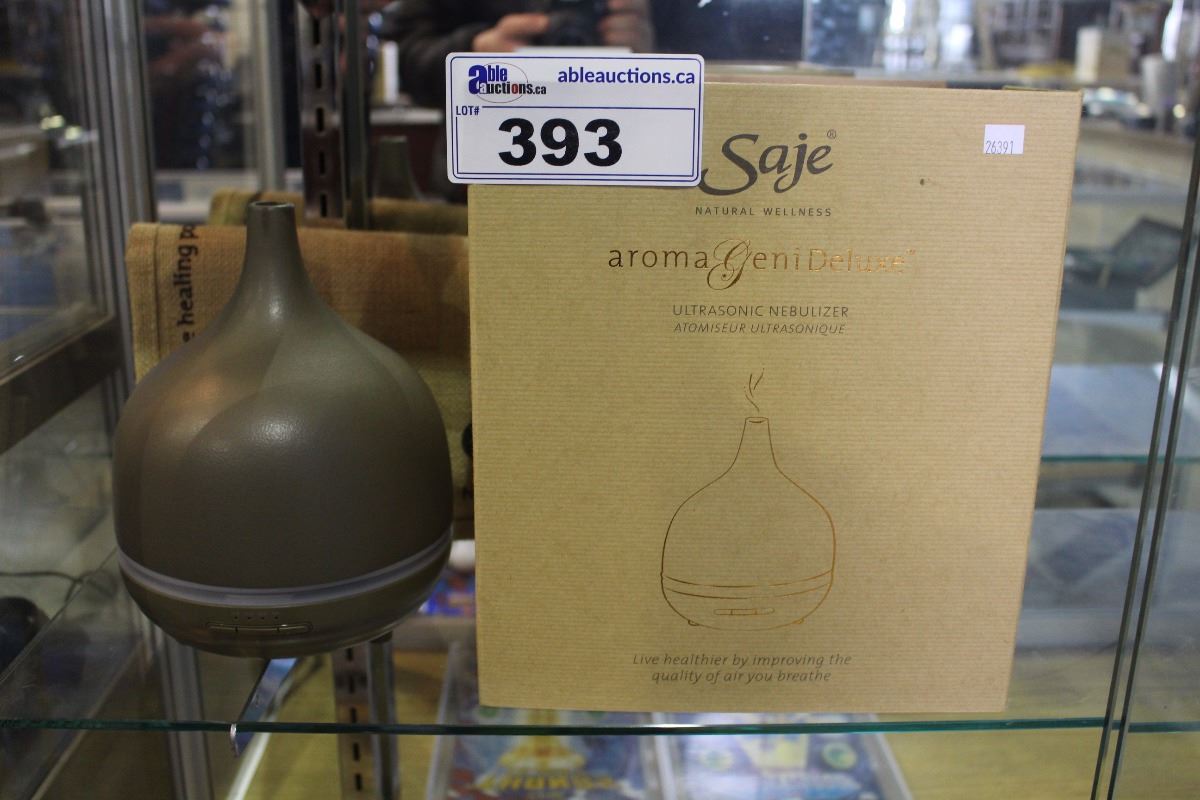 able auctions.ca
ableauctions.ca
LOT#
393
Saje®
NATURAL WELLNESS
26391
aromaGeniDeluxe
ULTRASONIC NEBULIZER
ATOMISEUR ULTRASONIQUE
Live healthier by improving the
quality of air you breathe
healing